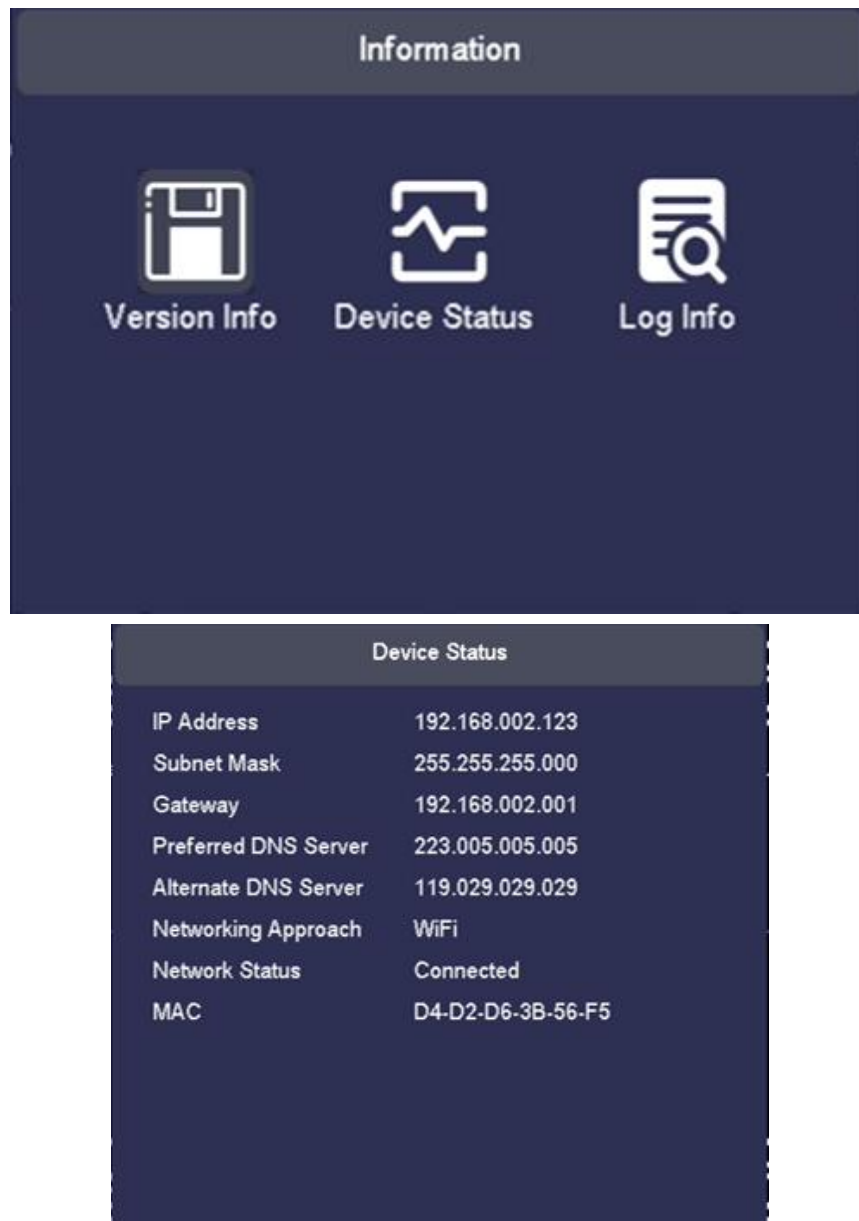 Information
Version Info Device Status Log Info
Device Status
IP Address 192.168.002.123
Subnet Mask 255.255.255.000
Gateway 192.168.002.001
Preferred DNS Server 223.005.005.005
Alternate DNS Server 119.029.029.029
Networking Approach WiFi
Network Status Connected
MAC D4-D2-D6-3B-56-F5